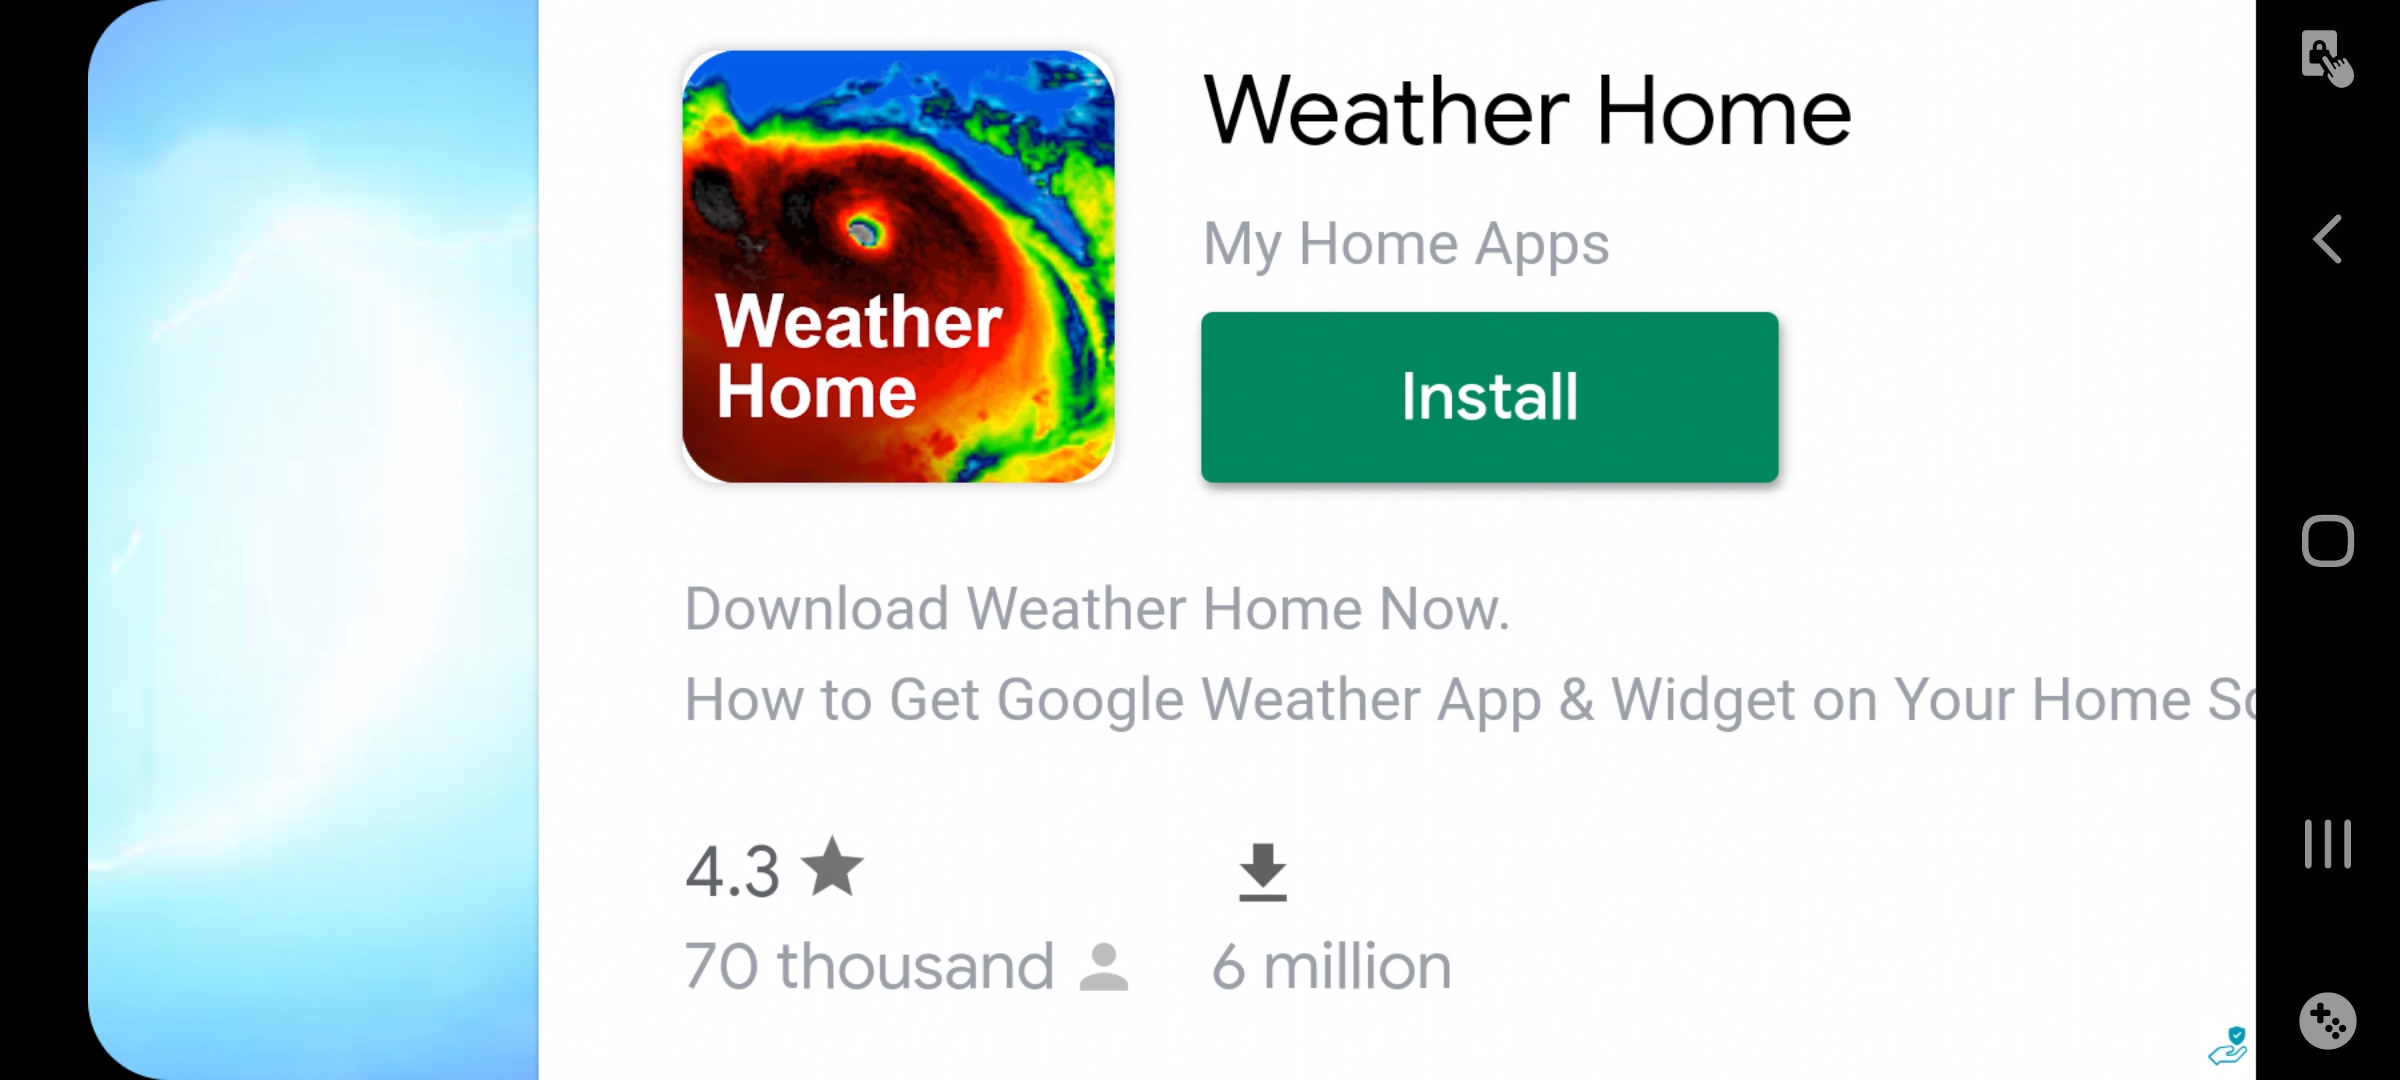 Weather
Home
Weather Home
My Home Apps
Install
Download Weather Home Now.
How to Get Google Weather App & Widget on Your Home Sc
4.3
70 thousand
6 million